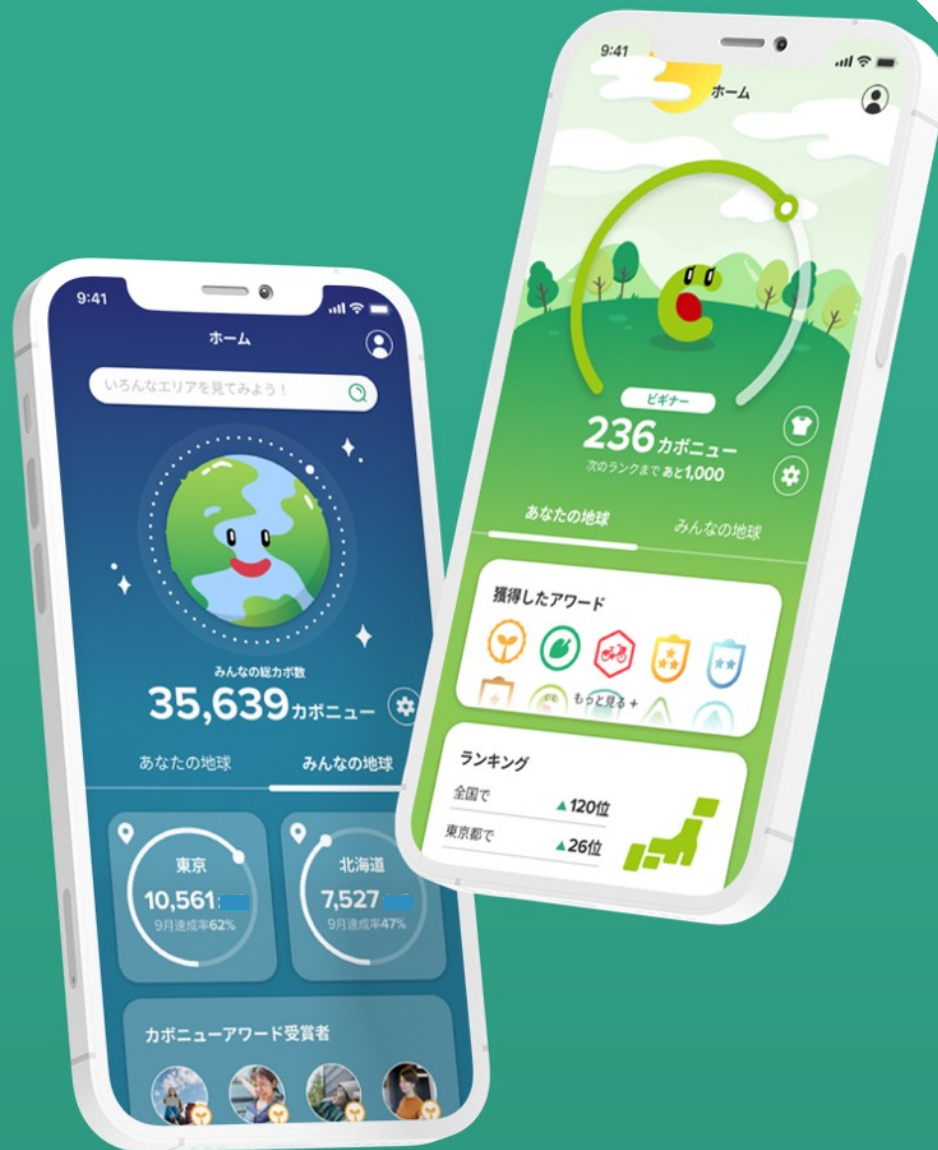 9:41
ホーム
いろんなエリアを見てみよう！
みんなの総カボ数
35,639カボニュー
あなたの地球 みんなの地球
東京
10,561
9月達成率62%
北海道
7,527
9月達成率47%
カボニューアワード受賞者
9:41
ホーム
ビギナー
236カボニュー
次のランクまで あと1,000
あなたの地球 みんなの地球
獲得したアワード
もっと見る +
ランキング
全国で ▲120位
東京都で ▲26位